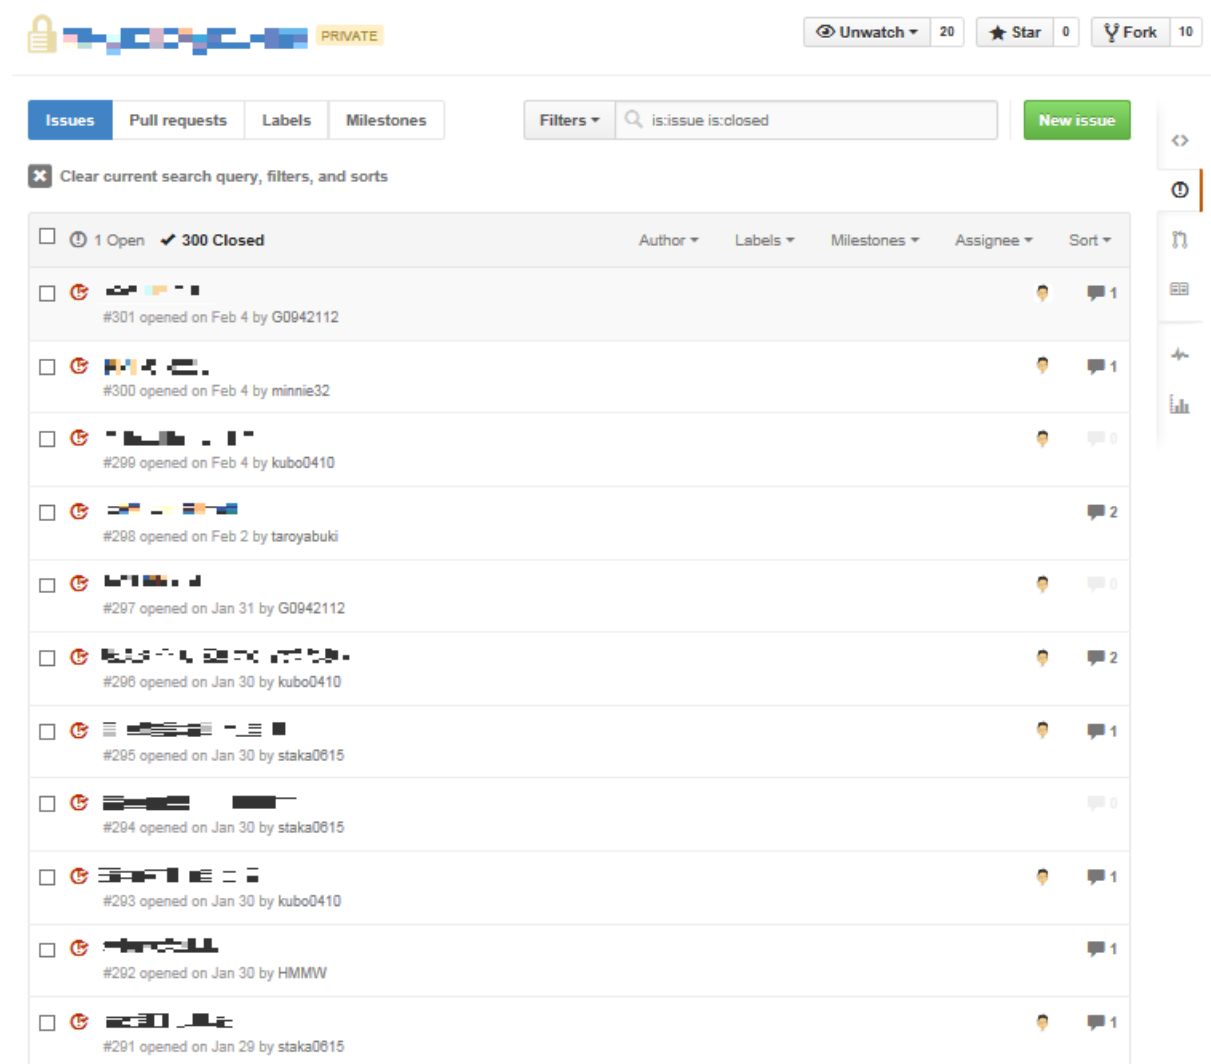 PRIVATE
Unwatch 20 Star 0 Fork 10
Issues Pull requests Labels Milestones Filters is:issue is:closed New issue
Clear current search query, filters, and sorts
1 Open 300 Closed Author Labels Milestones Assignee Sort
1
#301 opened on Feb 4 by G0942112
1
#300 opened on Feb 4 by minnie32
0
#299 opened on Feb 4 by kubo0410
2
#298 opened on Feb 2 by taroyabuki
0
#297 opened on Jan 31 by G0942112
2
#296 opened on Jan 30 by kubo0410
1
#295 opened on Jan 30 by staka0615
0
#294 opened on Jan 30 by staka0615
1
#293 opened on Jan 30 by kubo0410
1
#292 opened on Jan 30 by HMMW
1
#291 opened on Jan 29 by staka0615